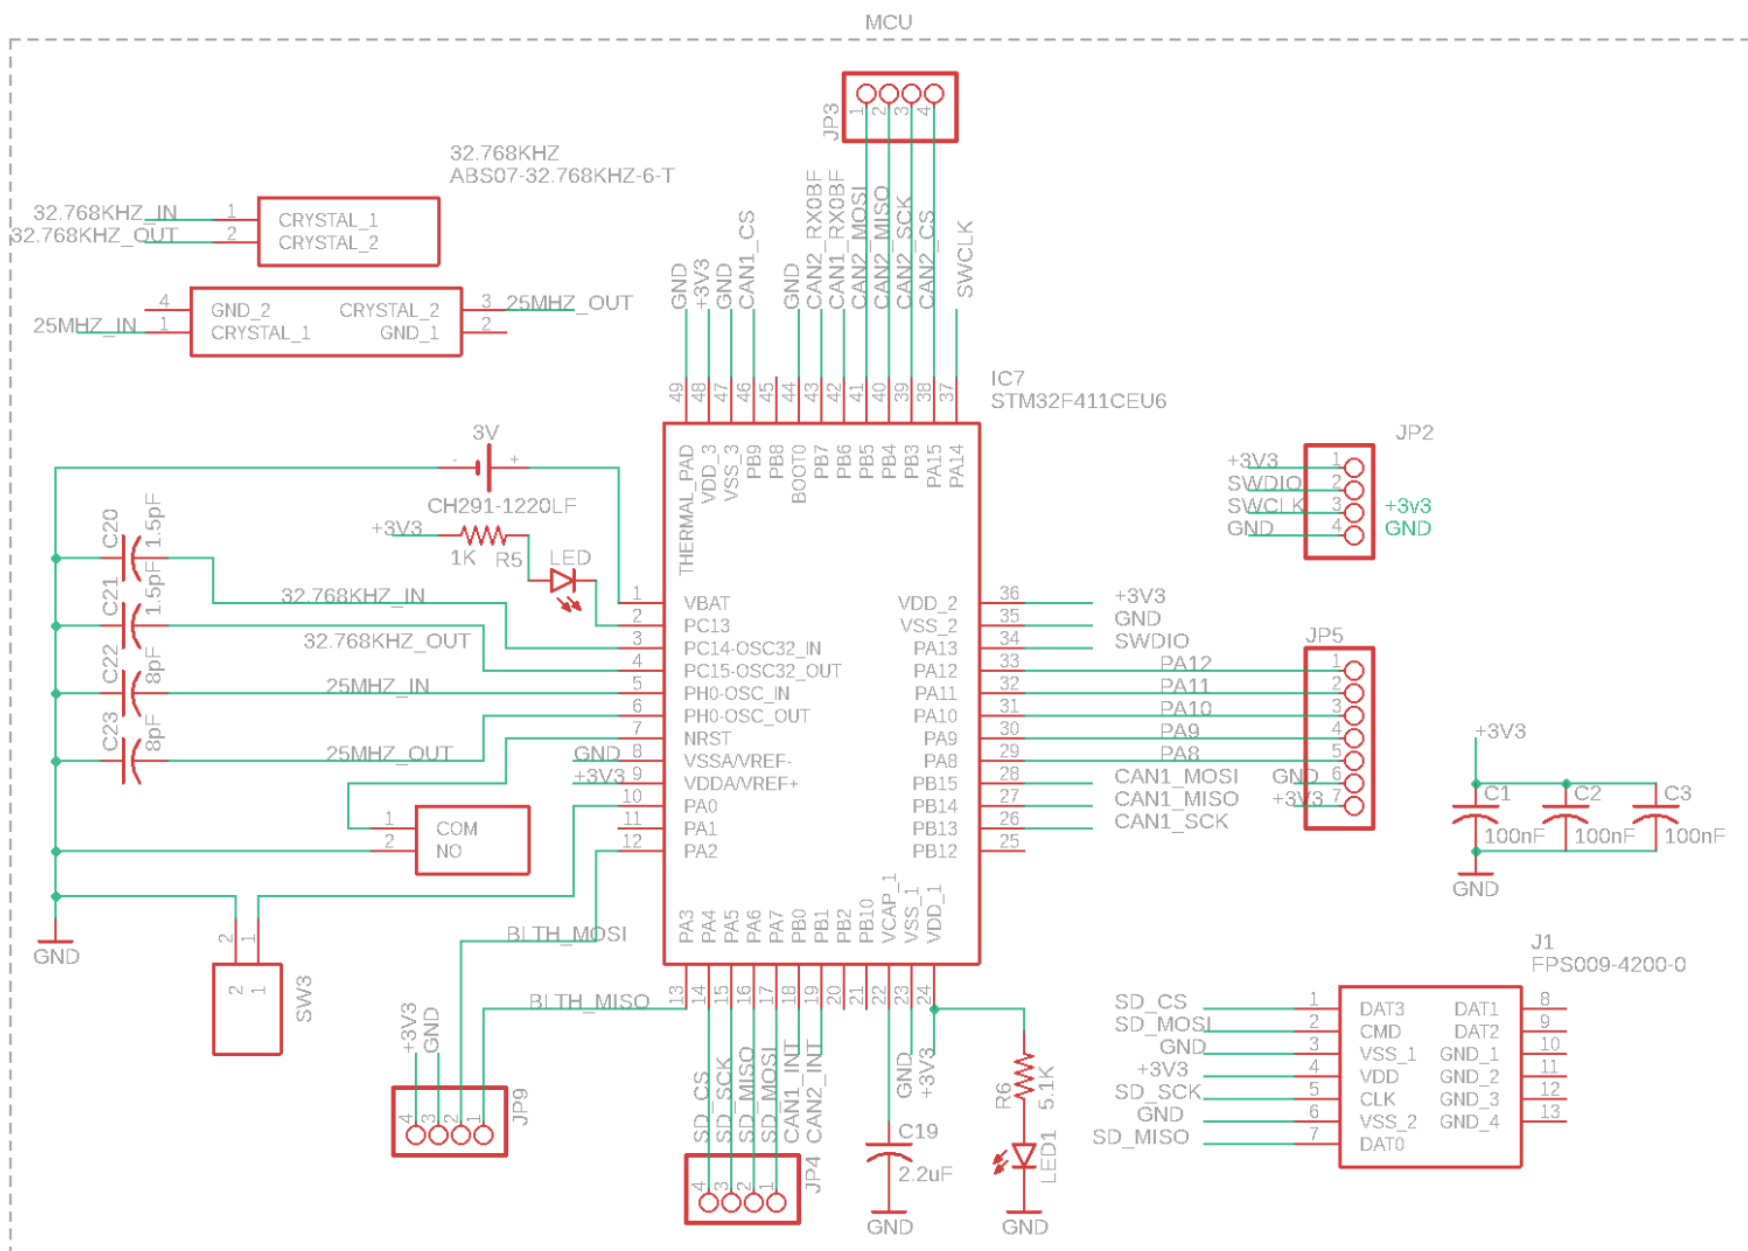 MCU
JP3
1
2
3
4
32.768KHZ
ABS07-32.768KHZ-6-T
32.768KHZ_IN
1
CRYSTAL_1
32.768KHZ_OUT
2
CRYSTAL_2
4
GND_2
CRYSTAL_2
3
25MHZ_OUT
25MHZ_IN
1
CRYSTAL_1
GND_1
2
GND
+3V3
GND
CAN1_CS
GND
CAN2_RX0BF
CAN1_RX0BF
CAN2_MOSI
CAN2_MISO
CAN2_SCK
CAN2_CS
SWCLK
49
48
47
46
45
44
43
42
41
40
39
38
37
IC7
STM32F411CEU6
THERMAL_PAD
VDD_3
VSS_3
PB9
PB8
BOOT0
PB7
PB6
PB5
PB4
PB3
PA15
PA14
3V
-
+
CH291-1220LF
+3V3
1K
R5
LED
C20
1.5pF
C21
1.5pF
C22
8pF
C23
8pF
32.768KHZ_IN
32.768KHZ_OUT
25MHZ_IN
25MHZ_OUT
GND
+3V3
1
VBAT
2
PC13
3
PC14-OSC32_IN
4
PC15-OSC32_OUT
5
PH0-OSC_IN
6
PH0-OSC_OUT
7
NRST
8
VSSA/VREF-
9
VDDA/VREF+
10
PA0
11
PA1
12
PA2
1
COM
2
NO
GND
2
1
2
1
SW3
BLTH_MOSI
BLTH_MISO
+3V3
GND
4
3
2
1
JP9
VDD_2
36
+3V3
VSS_2
35
GND
PA13
34
SWDIO
PA12
33
PA12
PA11
32
PA11
PA10
31
PA10
PA9
30
PA9
PA8
29
PA8
PB15
28
CAN1_MOSI
PB14
27
CAN1_MISO
PB13
26
CAN1_SCK
PB12
25
JP2
+3V3
1
SWDIO
2
SWCLK
3
+3v3
GND
4
GND
JP5
1
2
3
4
5
GND
6
+3V3
7
+3V3
C1
C2
C3
100nF
100nF
100nF
GND
PA3
PA4
PA5
PA6
PA7
PB0
PB1
PB2
PB10
VCAP_1
VSS_1
VDD_1
13
14
15
16
17
18
19
20
21
22
23
24
SD_CS
SD_SCK
SD_MISO
SD_MOSI
CAN1_INT
CAN2_INT
GND
+3V3
4
3
2
1
JP4
C19
2.2uF
GND
R6
5.1K
LED1
GND
J1
FPS009-4200-0
SD_CS
1
DAT3
DAT1
8
SD_MOSI
2
CMD
DAT2
9
GND
3
VSS_1
GND_1
10
+3V3
4
VDD
GND_2
11
SD_SCK
5
CLK
GND_3
12
GND
6
VSS_2
GND_4
13
SD_MISO
7
DAT0